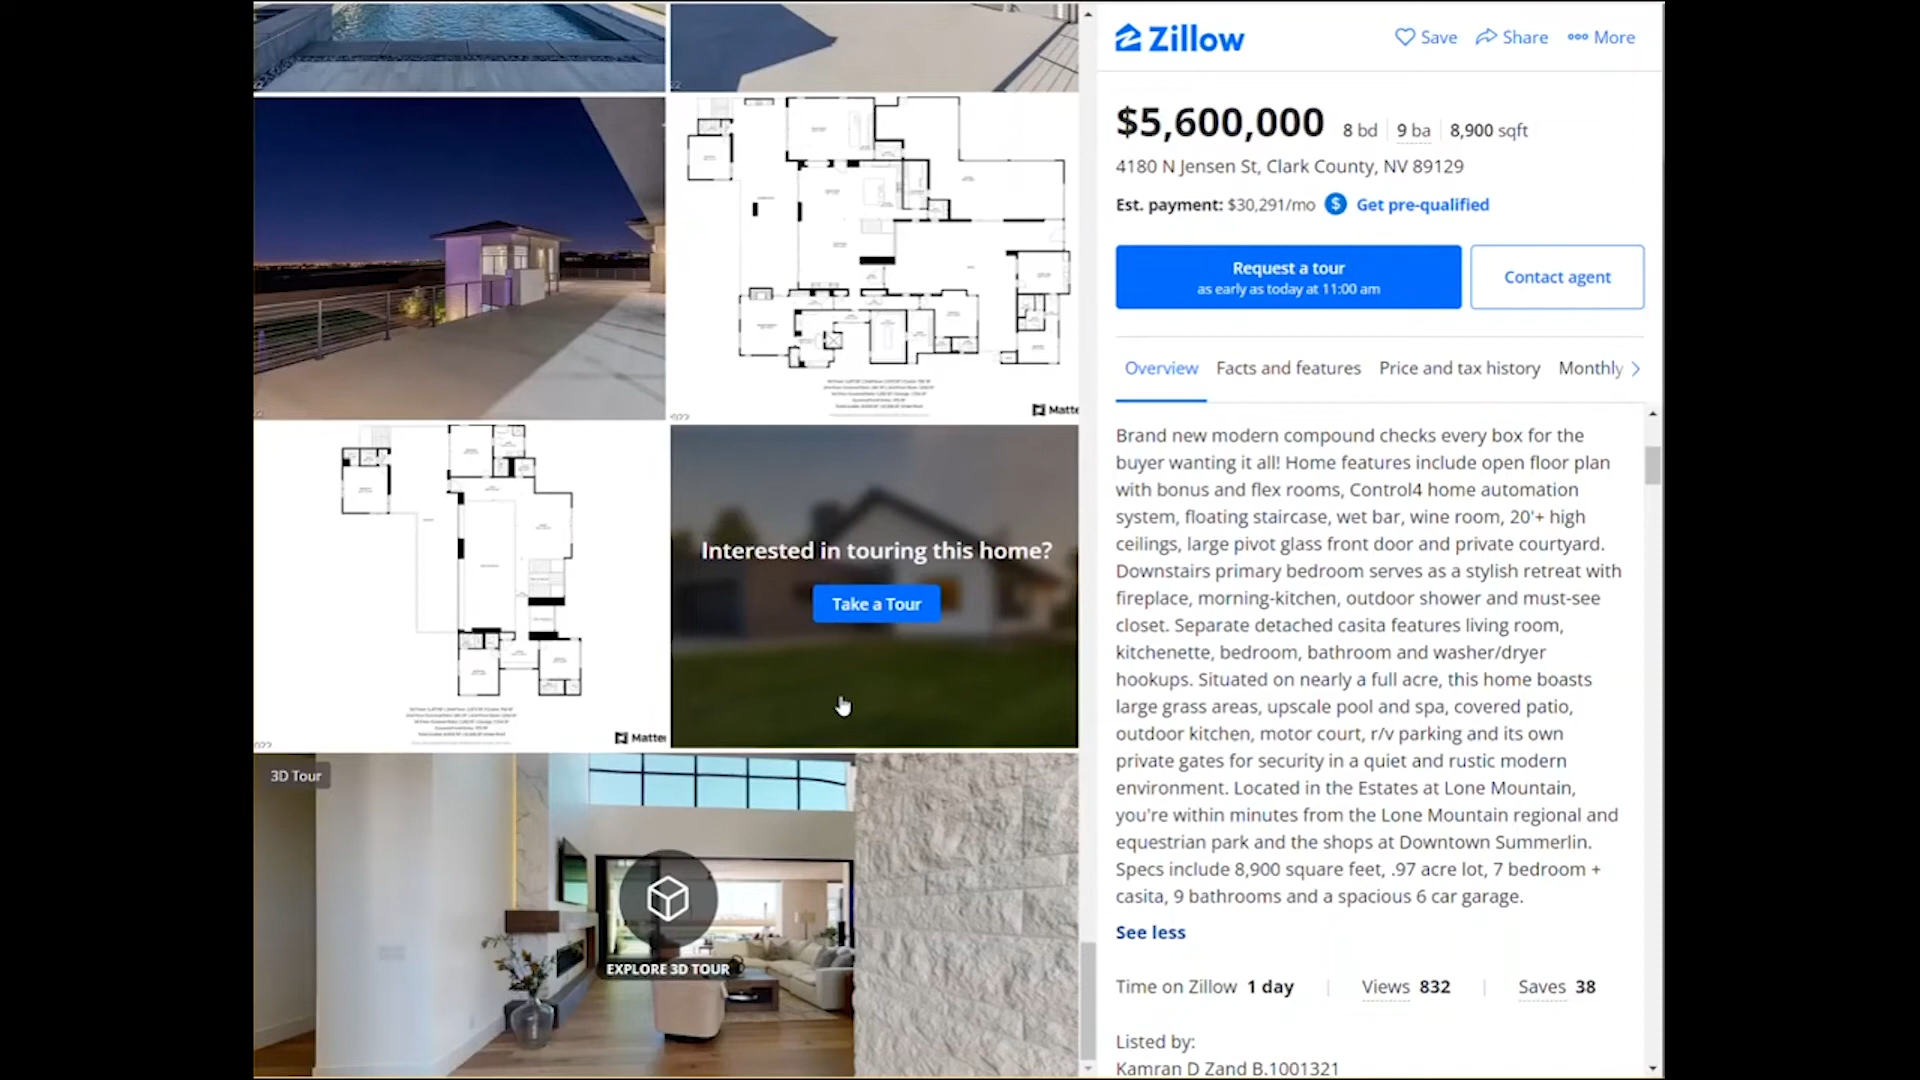 Zillow
Save
Share
More
$5,600,000
8 bd
9 ba
8,900 sqft
4180 N Jensen St, Clark County, NV 89129
Est. payment: $30,291/mo
$
Get pre-qualified
Request a tour
as early as today at 11:00 am
Contact agent
Overview
Facts and features
Price and tax history
Monthly
Brand new modern compound checks every box for the
buyer wanting it all! Home features include open floor plan
with bonus and flex rooms, Control4 home automation
system, floating staircase, wet bar, wine room, 20'+ high
ceilings, large pivot glass front door and private courtyard.
Downstairs primary bedroom serves as a stylish retreat with
fireplace, morning-kitchen, outdoor shower and must-see
closet. Separate detached casita features living room,
kitchenette, bedroom, bathroom and washer/dryer
hookups. Situated on nearly a full acre, this home boasts
large grass areas, upscale pool and spa, covered patio,
outdoor kitchen, motor court, r/v parking and its own
private gates for security in a quiet and rustic modern
environment. Located in the Estates at Lone Mountain,
you're within minutes from the Lone Mountain regional and
equestrian park and the shops at Downtown Summerlin.
Specs include 8,900 square feet, .97 acre lot, 7 bedroom +
casita, 9 bathrooms and a spacious 6 car garage.
See less
Time on Zillow 1 day
Views 832
Saves 38
Listed by:
Kamran D Zand B.1001321
Matte
Interested in touring this home?
Take a Tour
Matte
3D Tour
EXPLORE 3D TOUR